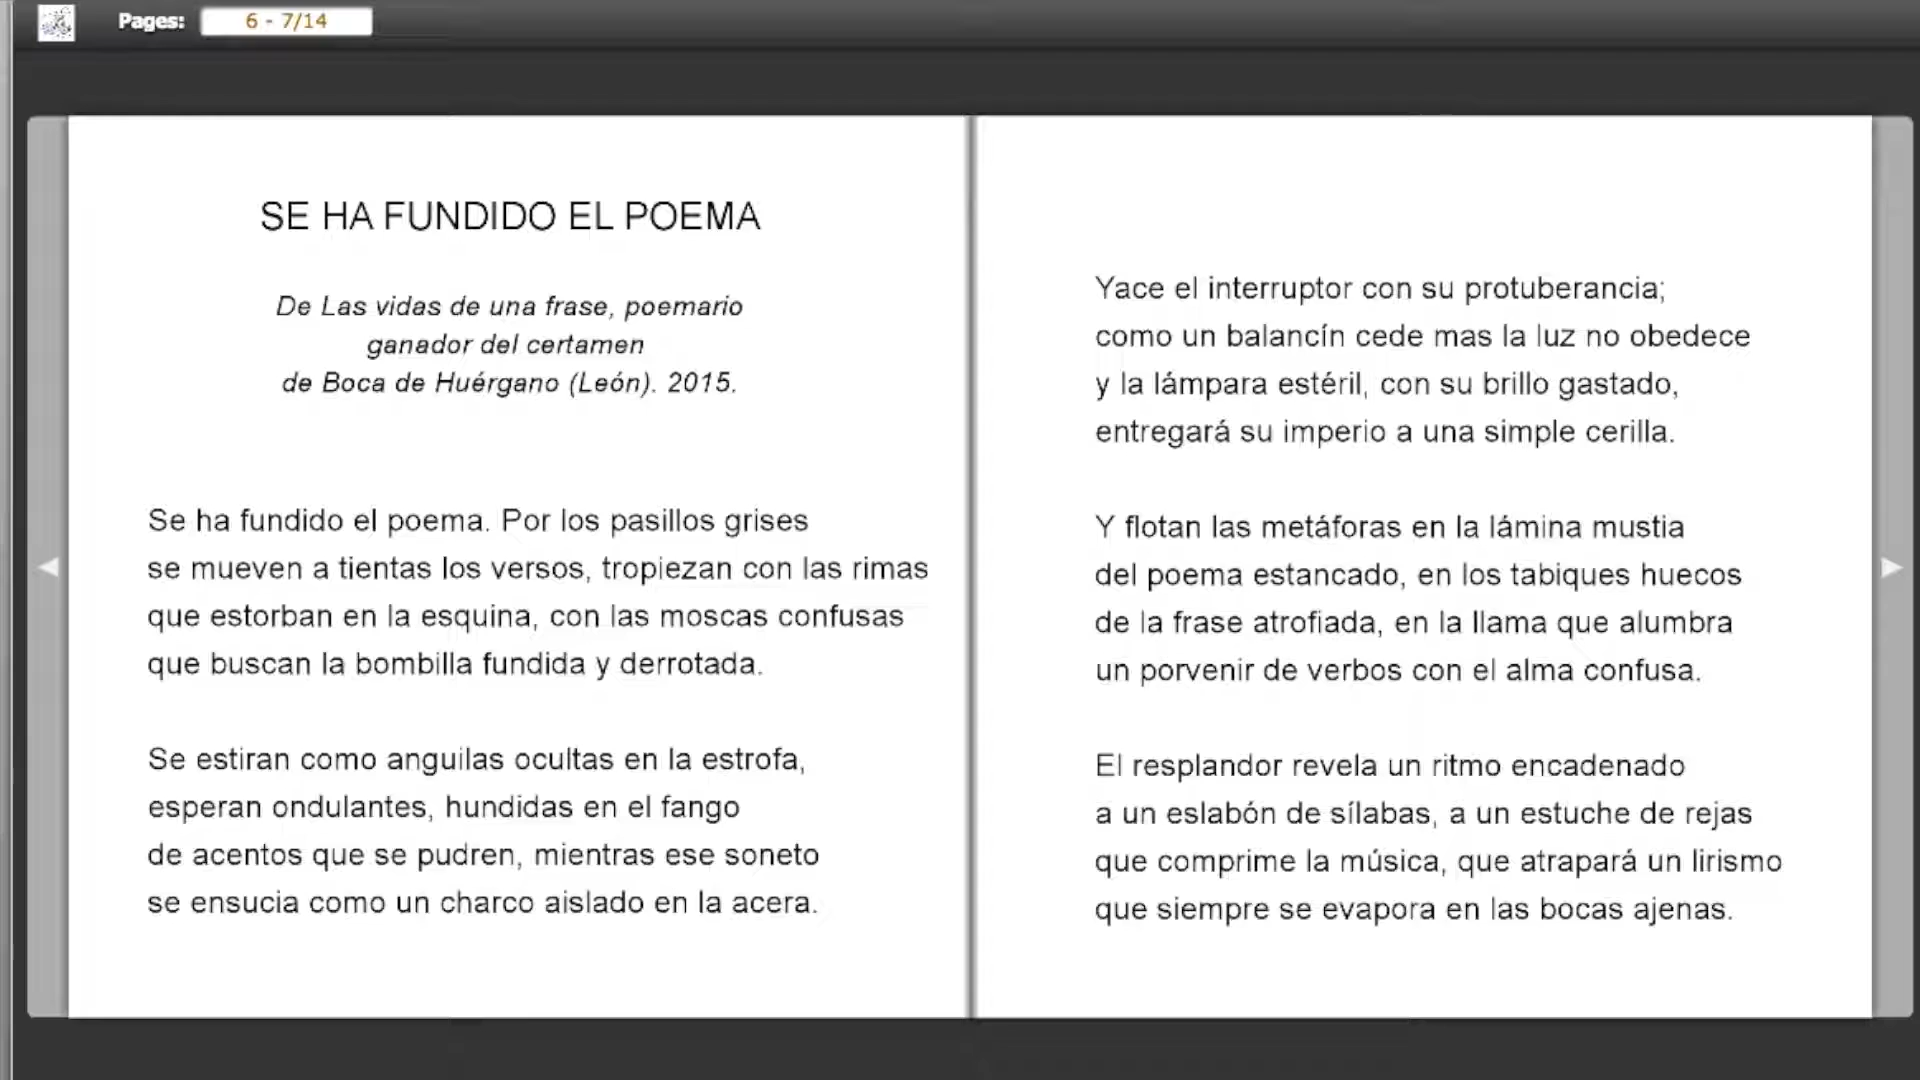 Pages: 6 - 7/14
SE HA FUNDIDO EL POEMA
De Las vidas de una frase, poemario
ganador del certamen
de Boca de Huérgano (León). 2015.
Se ha fundido el poema. Por los pasillos grises
se mueven a tientas los versos, tropiezan con las rimas
que estorban en la esquina, con las moscas confusas
que buscan la bombilla fundida y derrotada.
Se estiran como anguilas ocultas en la estrofa,
esperan ondulantes, hundidas en el fango
de acentos que se pudren, mientras ese soneto
se ensucia como un charco aislado en la acera.
Yace el interruptor con su protuberancia;
como un balancín cede mas la luz no obedece
y la lámpara estéril, con su brillo gastado,
entregará su imperio a una simple cerilla.
Y flotan las metáforas en la lámina mustia
del poema estancado, en los tabiques huecos
de la frase atrofiada, en la llama que alumbra
un porvenir de verbos con el alma confusa.
El resplandor revela un ritmo encadenado
a un eslabón de sílabas, a un estuche de rejas
que comprime la música, que atrapará un lirismo
que siempre se evapora en las bocas ajenas.